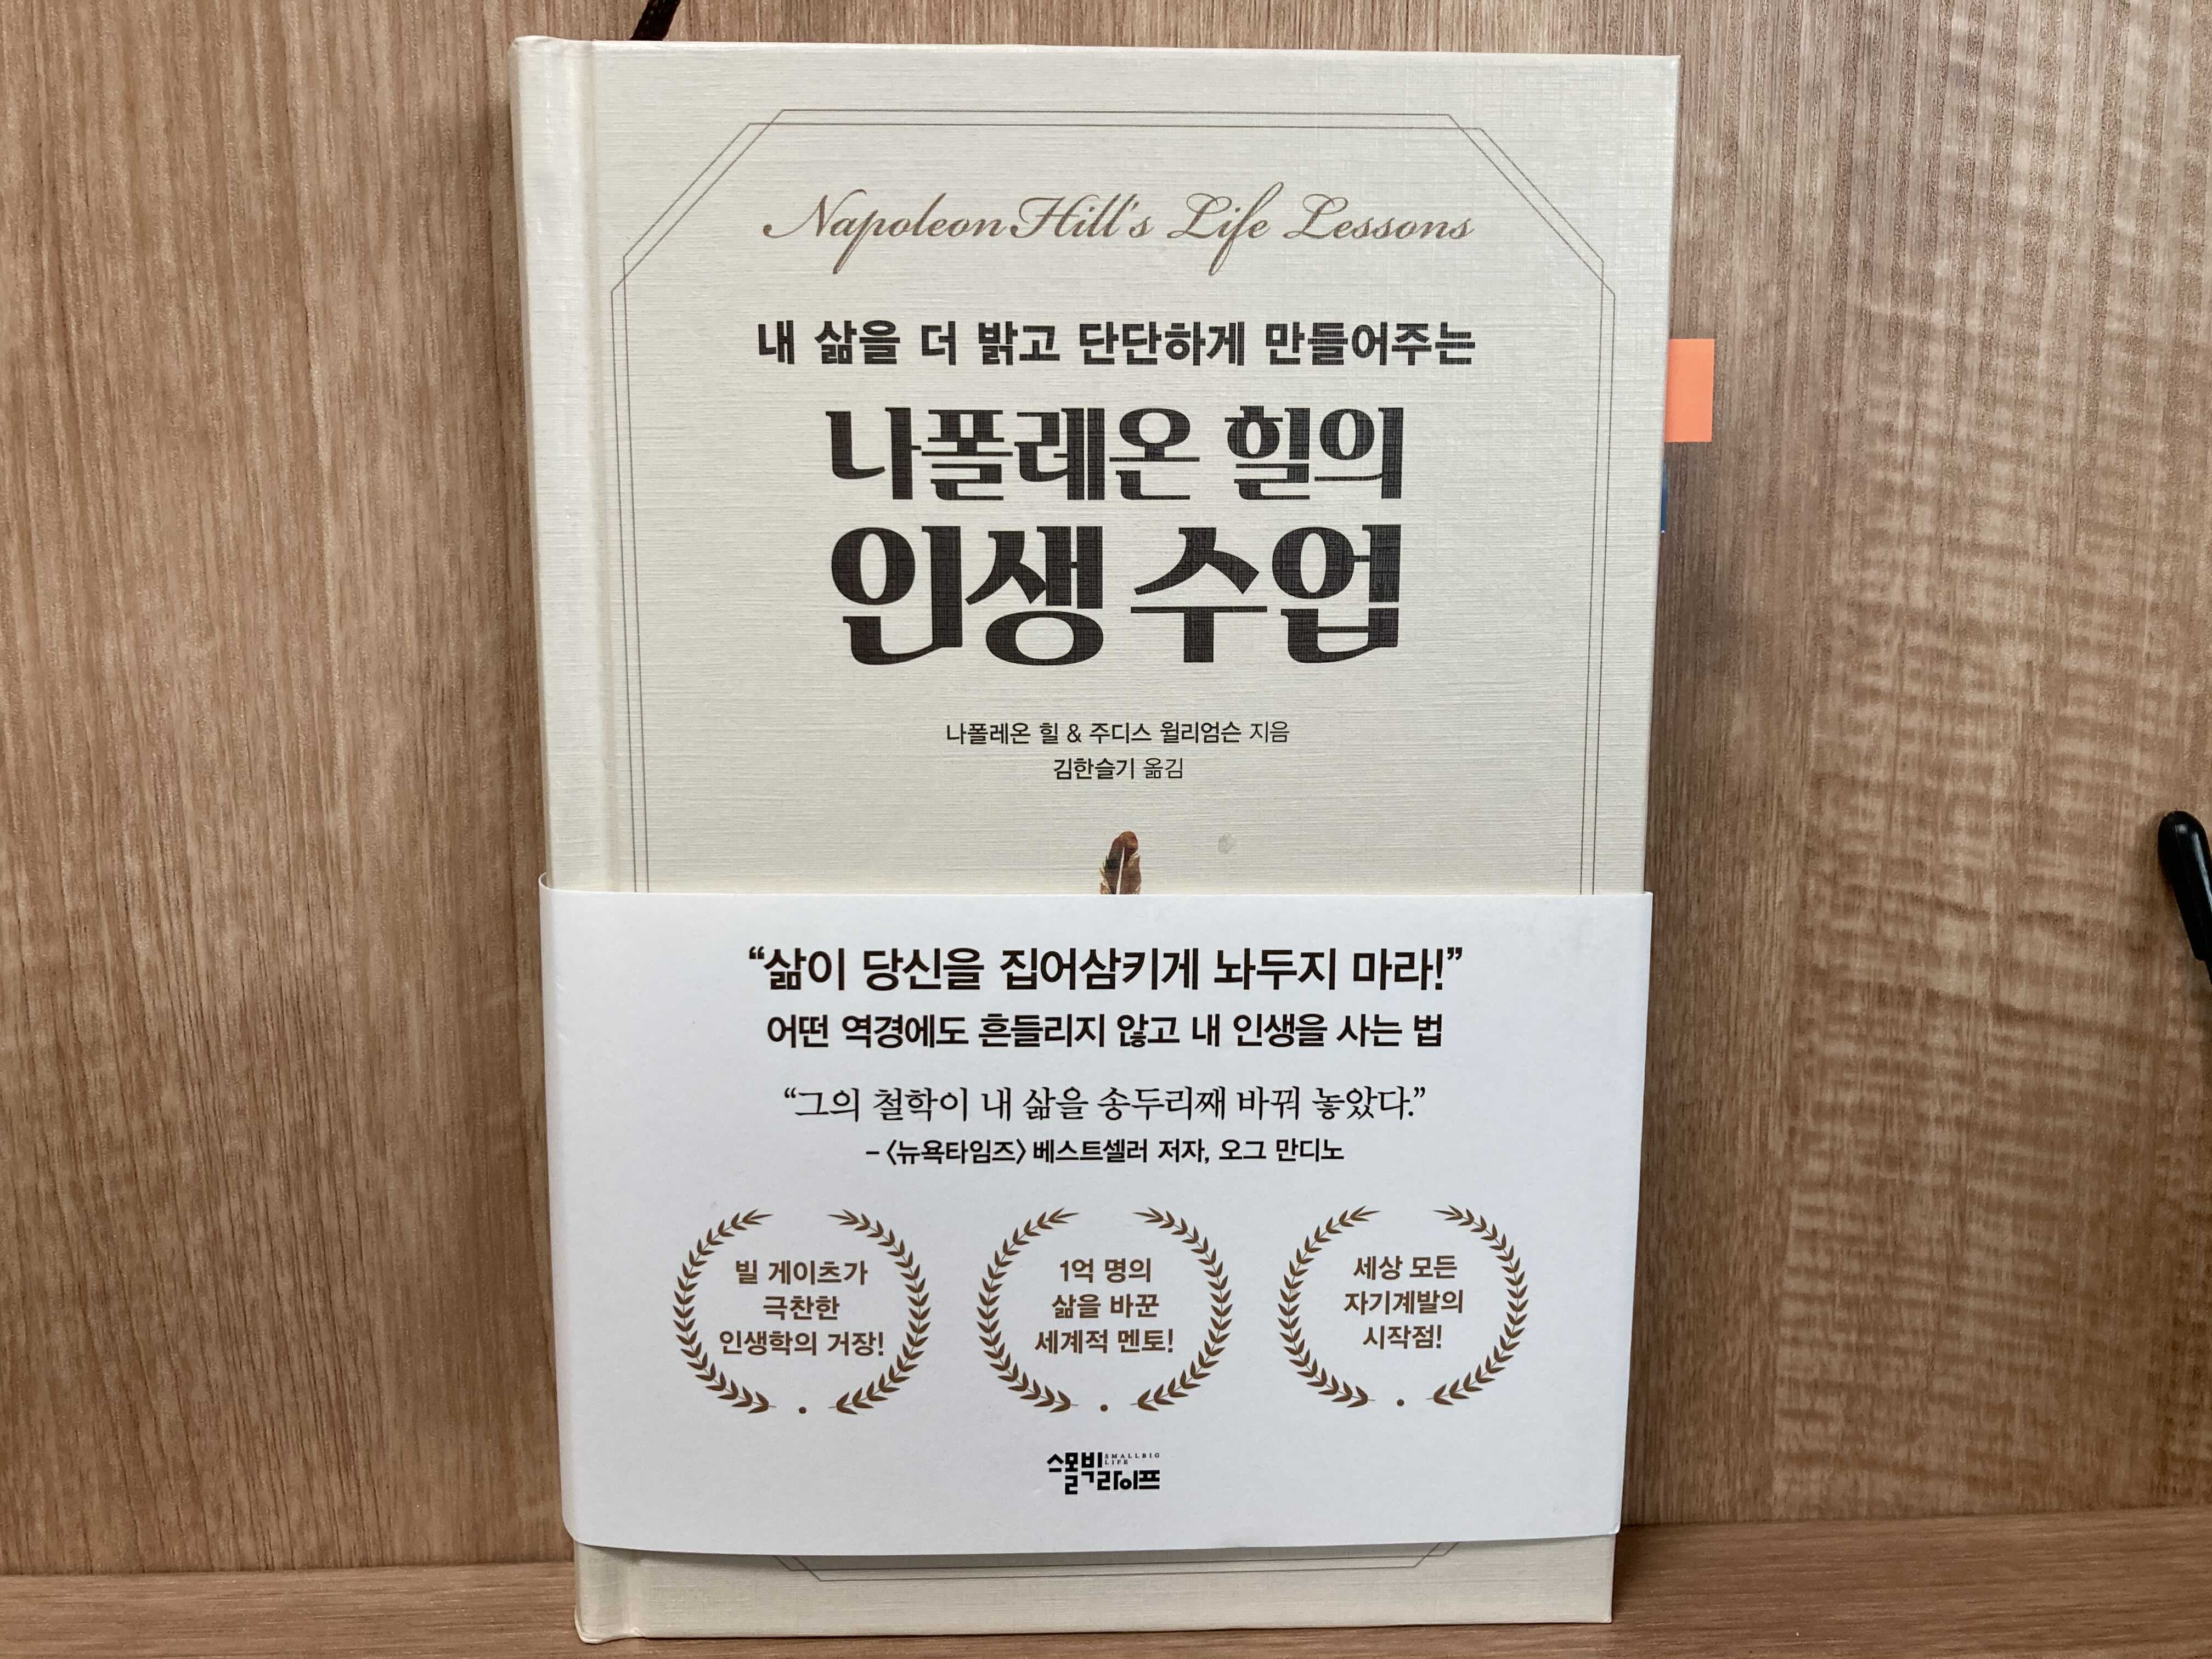 Napoleon Hill's Life Lessons
내 삶을 더 밝고 단단하게 만들어주는
나폴레온 힐의
인생 수업
나폴레온 힐 & 주디스 윌리엄슨 지음
김한슬기 옮김
“삶이 당신을 집어삼키게 놔두지 마라!”
어떤 역경에도 흔들리지 않고 내 인생을 사는 법
“그의 철학이 내 삶을 송두리째 바꿔 놓았다.”
– 〈뉴욕타임즈〉 베스트셀러 저자, 오그 만디노
빌 게이츠가
극찬한
인생학의 거장!
1억 명의
삶을 바꾼
세계적 멘토!
세상 모든
자기계발의
시작점!
스몰빅 SMALLBIG
LIFE
라이프